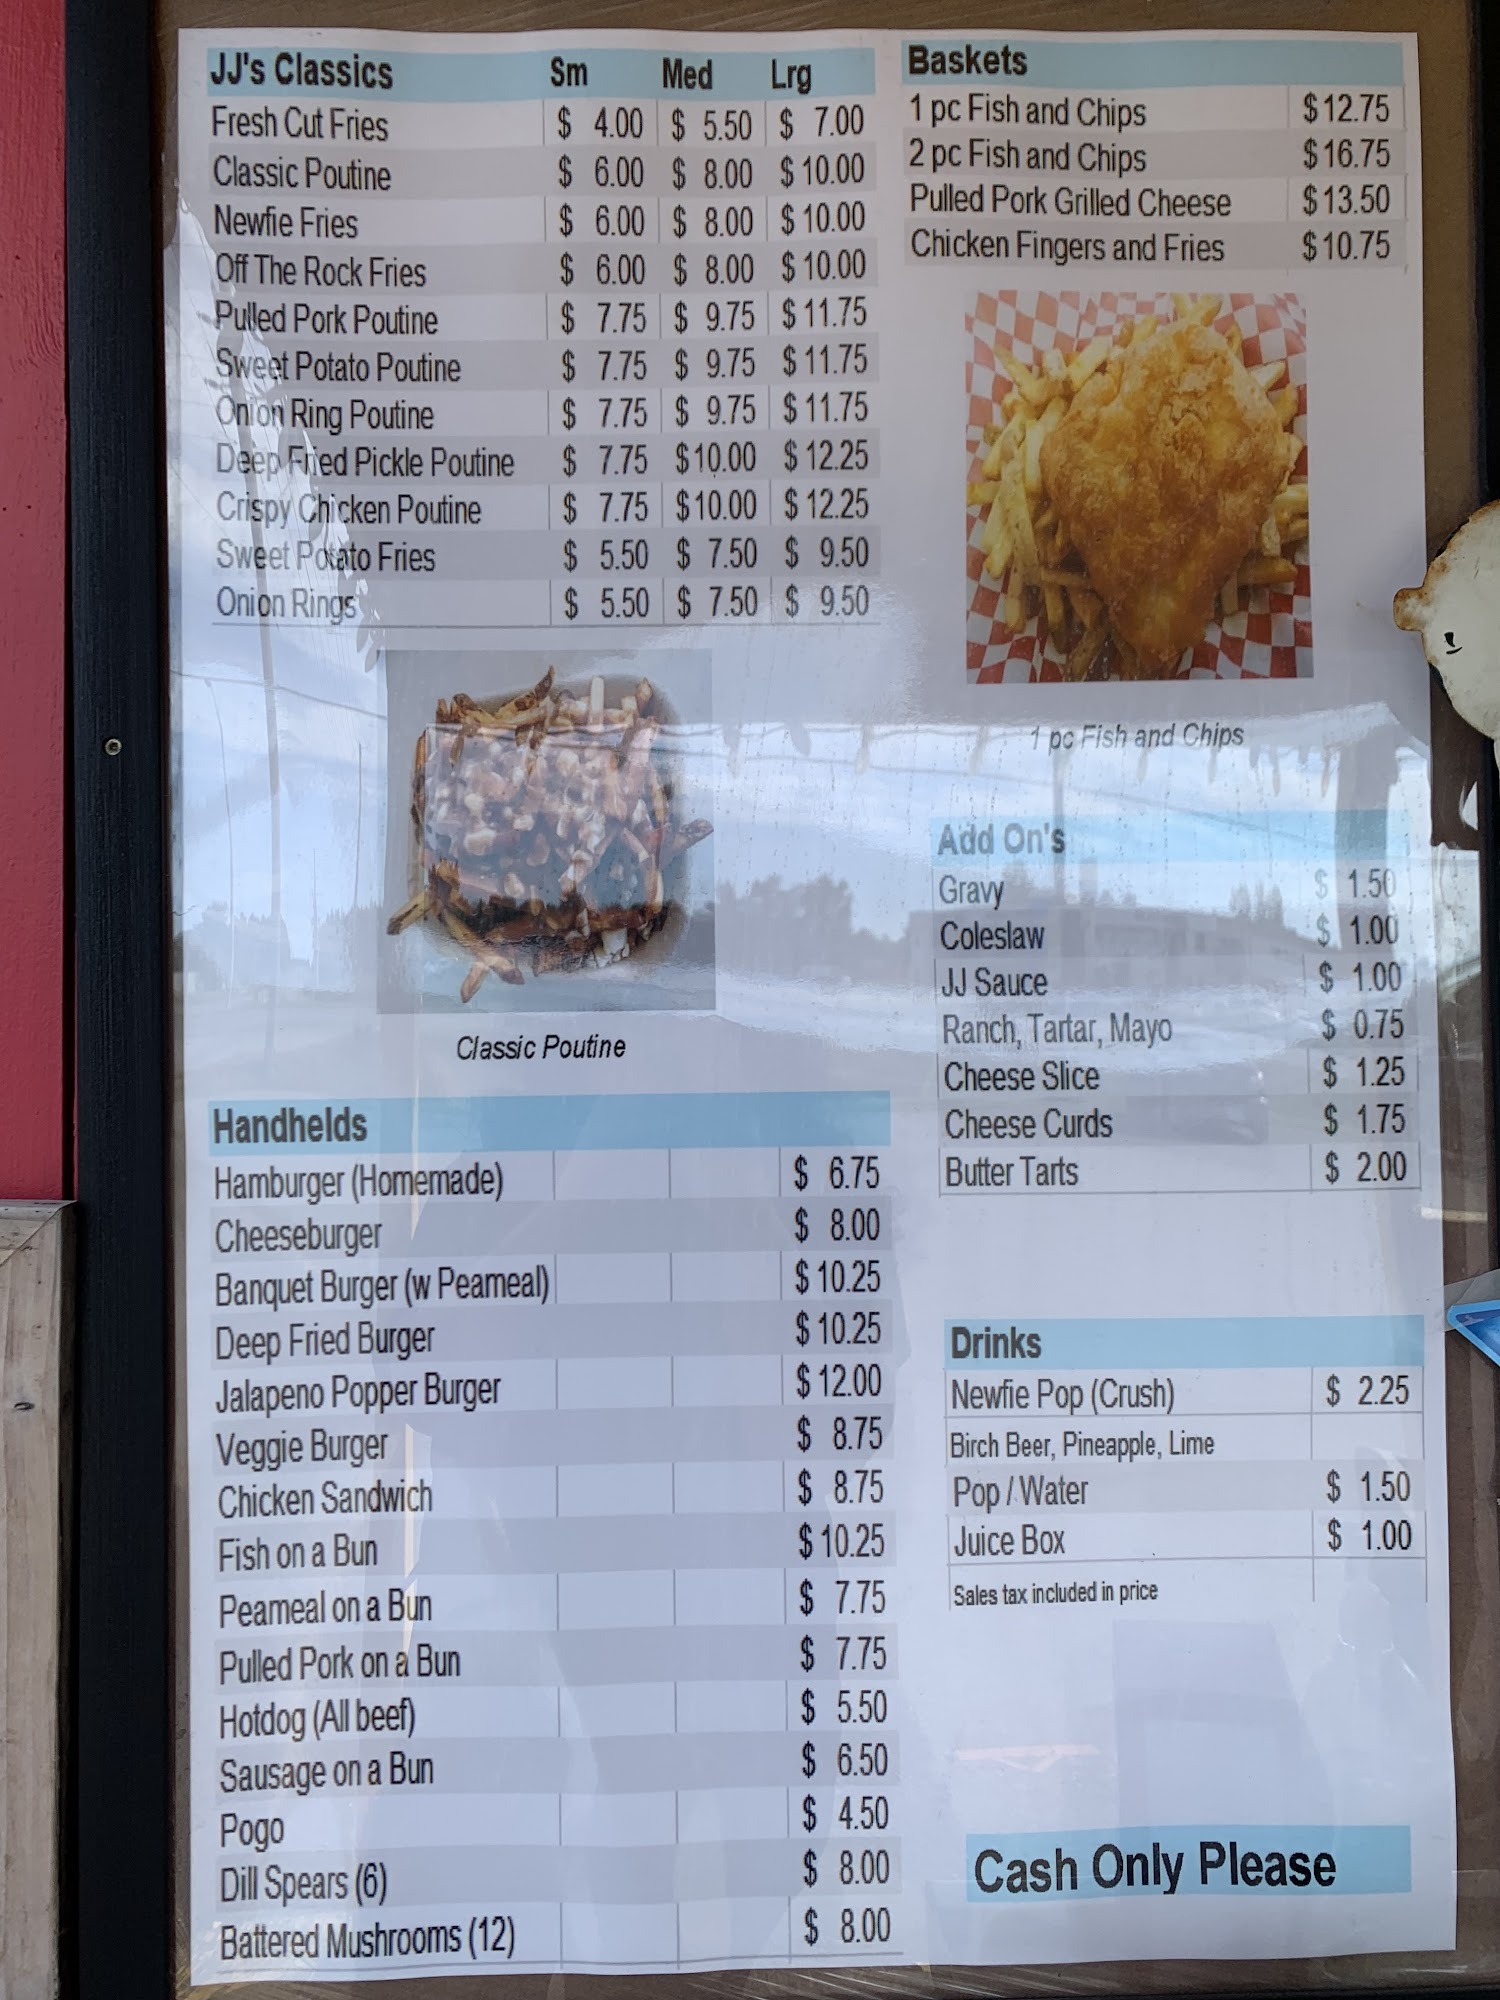 JJ's Classics Sm Med Lrg
Fresh Cut Fries $ 4.00 $ 5.50 $ 7.00
Classic Poutine $ 6.00 $ 8.00 $ 10.00
Newfie Fries $ 6.00 $ 8.00 $ 10.00
Off The Rock Fries $ 6.00 $ 8.00 $ 10.00
Pulled Pork Poutine $ 7.75 $ 9.75 $ 11.75
Sweet Potato Poutine $ 7.75 $ 9.75 $ 11.75
Onion Ring Poutine $ 7.75 $ 9.75 $ 11.75
Deep Fried Pickle Poutine $ 7.75 $ 10.00 $ 12.25
Crispy Chicken Poutine $ 7.75 $ 10.00 $ 12.25
Sweet Potato Fries $ 5.50 $ 7.50 $ 9.50
Onion Rings $ 5.50 $ 7.50 $ 9.50
Classic Poutine
Handhelds
Hamburger (Homemade) $ 6.75
Cheeseburger $ 8.00
Banquet Burger (w Peameal) $ 10.25
Deep Fried Burger $ 10.25
Jalapeno Popper Burger $ 12.00
Veggie Burger $ 8.75
Chicken Sandwich $ 8.75
Fish on a Bun $ 10.25
Peameal on a Bun $ 7.75
Pulled Pork on a Bun $ 7.75
Hotdog (All beef) $ 5.50
Sausage on a Bun $ 6.50
Pogo $ 4.50
Dill Spears (6) $ 8.00
Battered Mushrooms (12) $ 8.00
Baskets
1 pc Fish and Chips $ 12.75
2 pc Fish and Chips $ 16.75
Pulled Pork Grilled Cheese $ 13.50
Chicken Fingers and Fries $ 10.75
1 pc Fish and Chips
Add On's
Gravy $ 1.50
Coleslaw $ 1.00
JJ Sauce $ 1.00
Ranch, Tartar, Mayo $ 0.75
Cheese Slice $ 1.25
Cheese Curds $ 1.75
Butter Tarts $ 2.00
Drinks
Newfie Pop (Crush) $ 2.25
Birch Beer, Pineapple, Lime
Pop / Water $ 1.50
Juice Box $ 1.00
Sales tax included in price
Cash Only Please